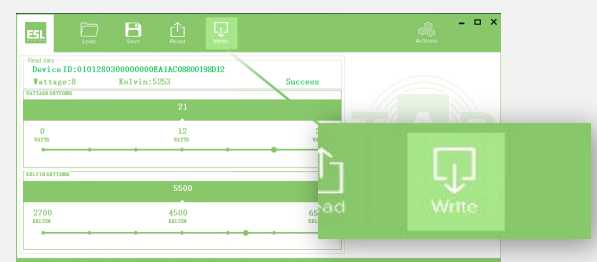 ESL
Load
Save
Read
Write
Actions
Read data
Device ID:0101280300000000EA1AC0880019BD12
Wattage:8 Kelvin:5253 Success
WATTAGE SETTINGS
21
0 12
WATTS WATTS
KELVIN SETTINGS
5500
2700 4500
KELVIN KELVIN
Write